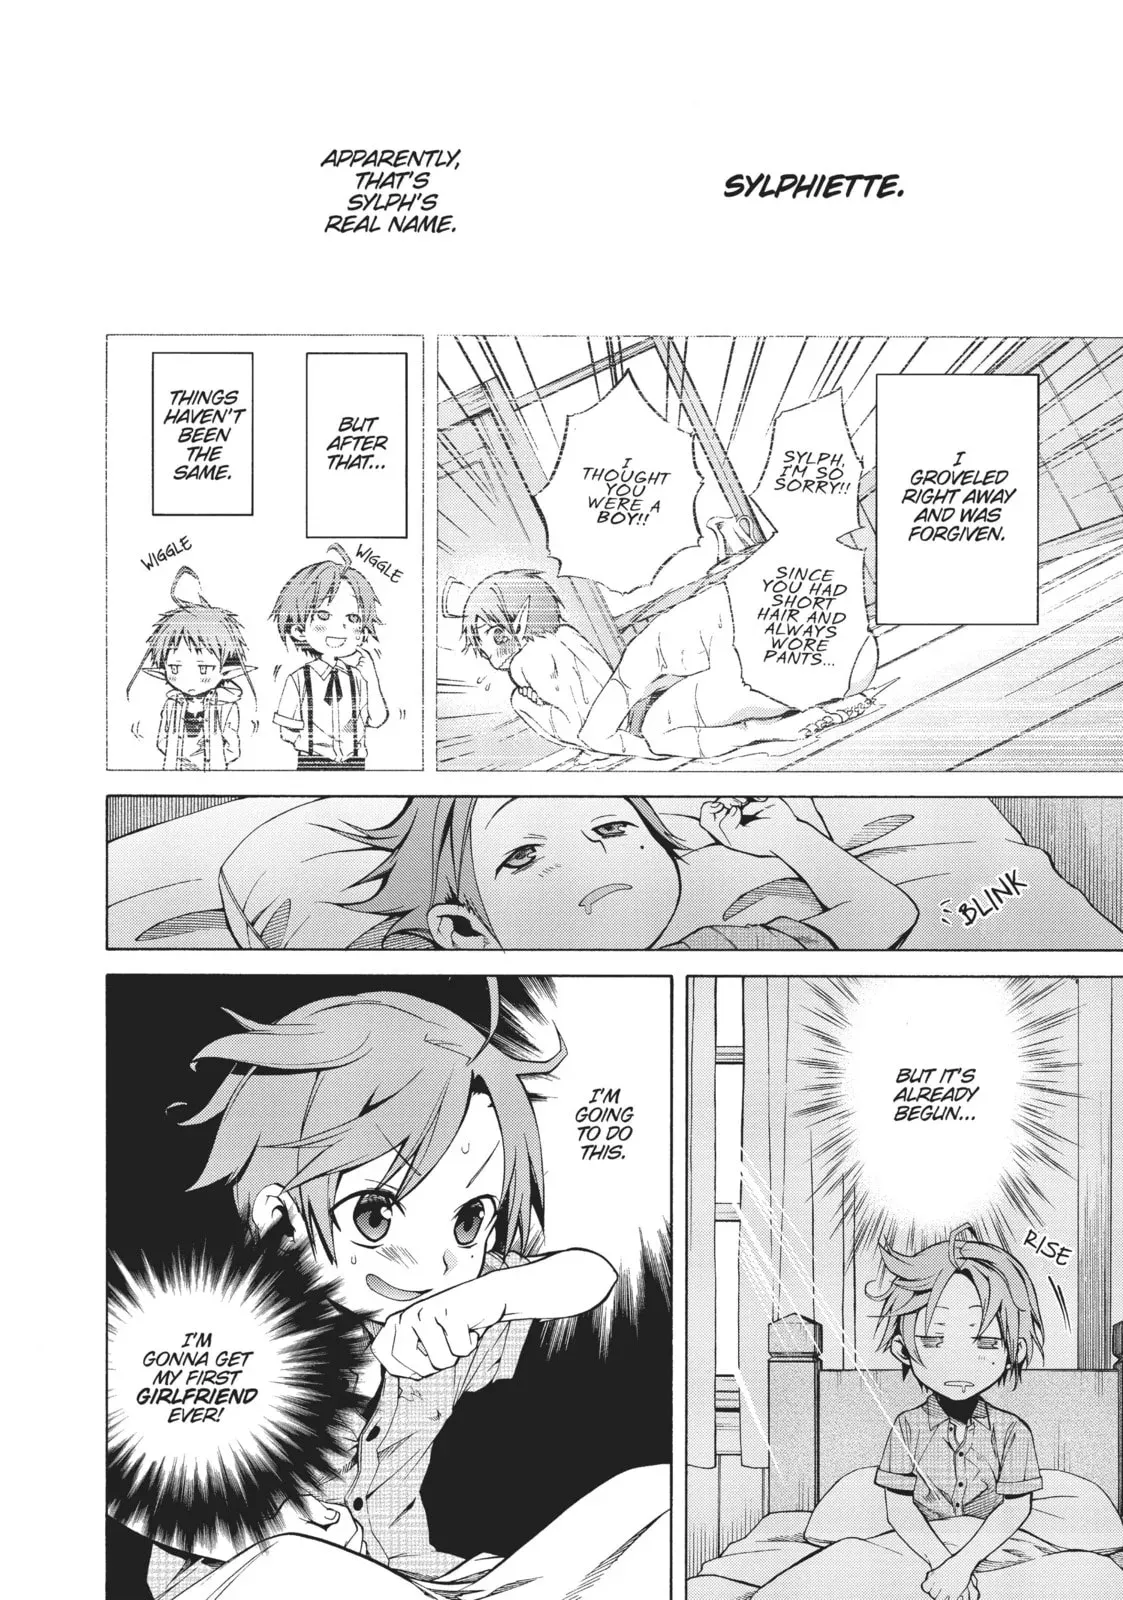 SYLPHIETTE.
APPARENTLY,
THAT'S
SYLPH'S
REAL NAME.
I
GROVELED
RIGHT AWAY
AND WAS
FORGIVEN.
SYLPH,
I'M SO
SORRY!!
SINCE
YOU HAD
SHORT
HAIR AND
ALWAYS
WORE
PANTS...
I
THOUGHT
YOU
WERE A
BOY!!
BUT
AFTER
THAT...
THINGS
HAVEN'T
BEEN
THE
SAME.
WIGGLE
WIGGLE
BLINK
BUT IT'S
ALREADY
BEGUN...
RISE
I'M
GOING
TO DO
THIS.
I'M
GONNA GET
MY FIRST
GIRLFRIEND
EVER!